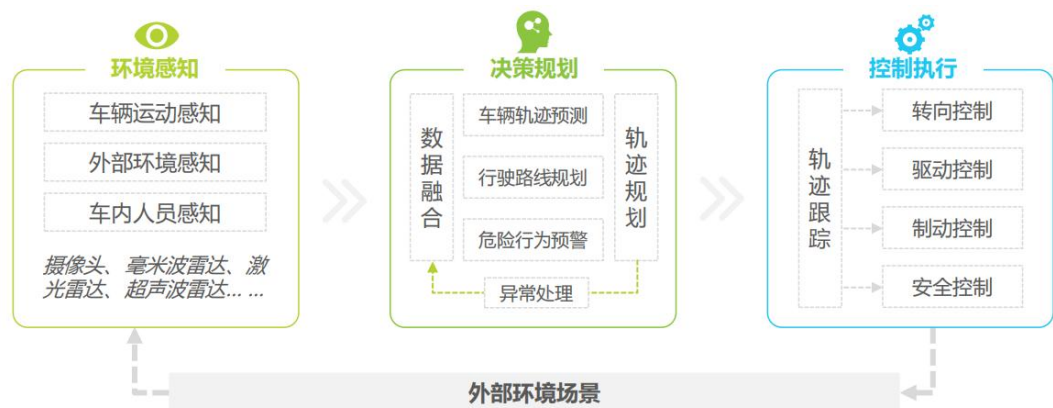 环境感知
车辆运动感知
外部环境感知
车内人员感知
摄像头、毫米波雷达、激
光雷达、超声波雷达... ...
决策规划
数据融合
车辆轨迹预测
行驶路线规划
危险行为预警
轨迹规划
异常处理
控制执行
轨迹跟踪
转向控制
驱动控制
制动控制
安全控制
外部环境场景